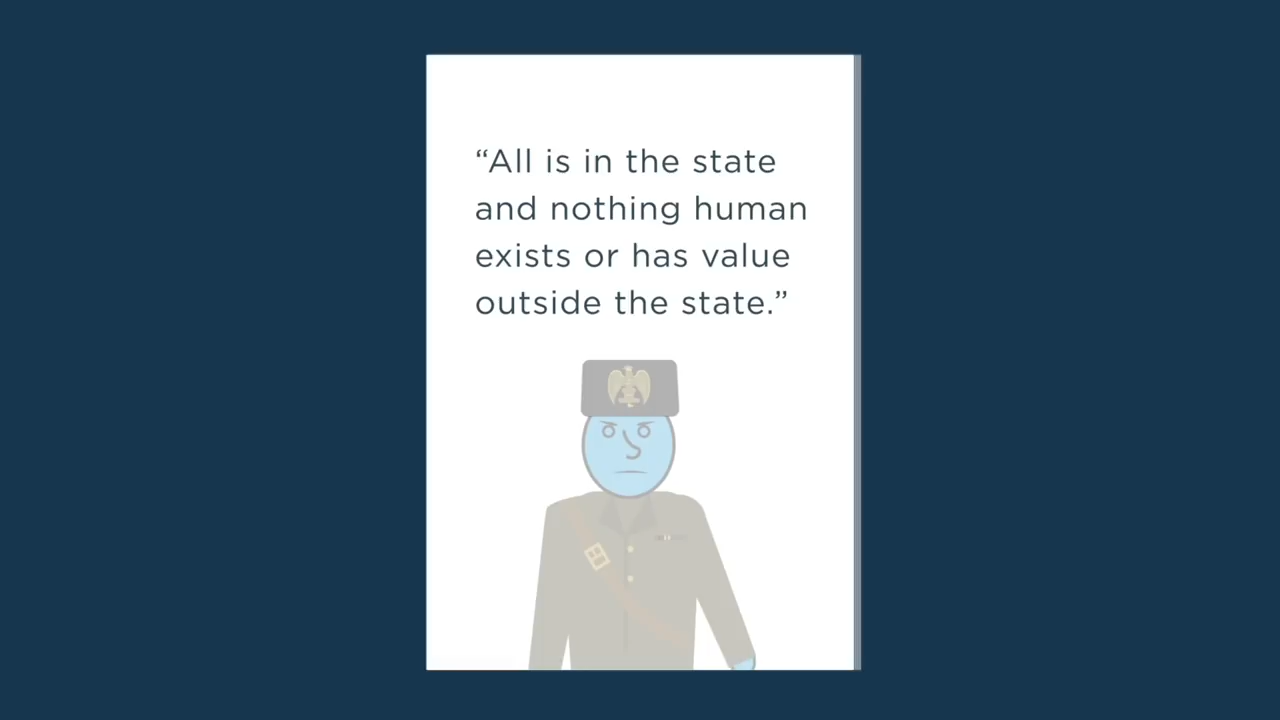 “All is in the state
and nothing human
exists or has value
outside the state.”